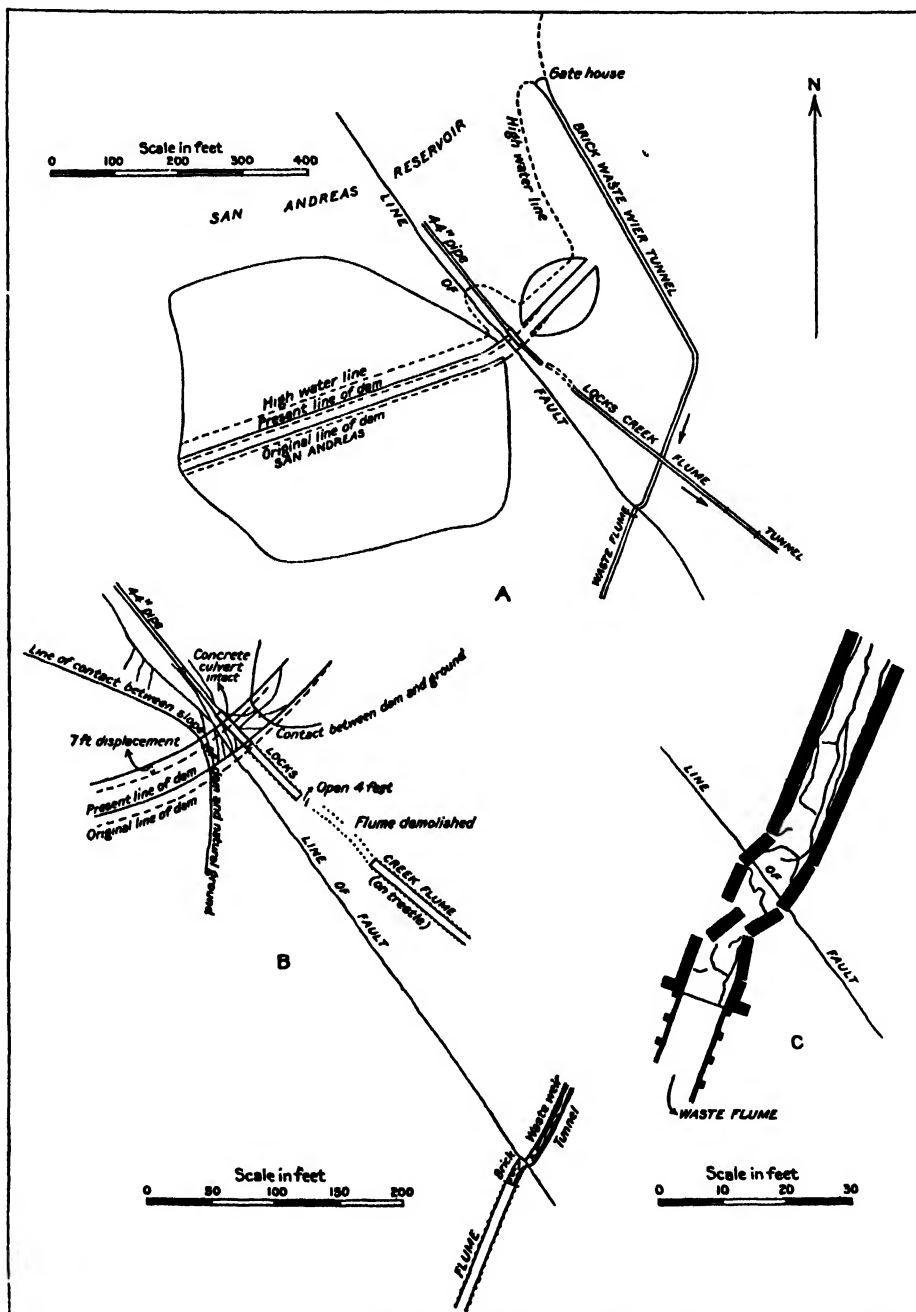 Gate house
N
Scale in feet
0 100 200 300 400
SAN ANDREAS RESERVOIR
High water line
BRICK WASTE WIER TUNNEL
44" pipe
LINE OF FAULT
High water line
Present line of dam
Original line of dam
SAN ANDREAS
LOCKS CREEK FLUME
TUNNEL
WASTE FLUME
A
44" pipe
Concrete
culvert
intact
Line of contact between slope of dam and natural ground
Contact between dam and ground
7 ft displacement
Present line of dam
Original line of dam
LOCKS
Open 4 feet
Flume demolished
CREEK FLUME
(on trestle)
LINE OF FAULT
B
Brick
Waste weir
Tunnel
FLUME
Scale in feet
0 50 100 150 200
LINE OF FAULT
C
WASTE FLUME
Scale in feet
0 10 20 30